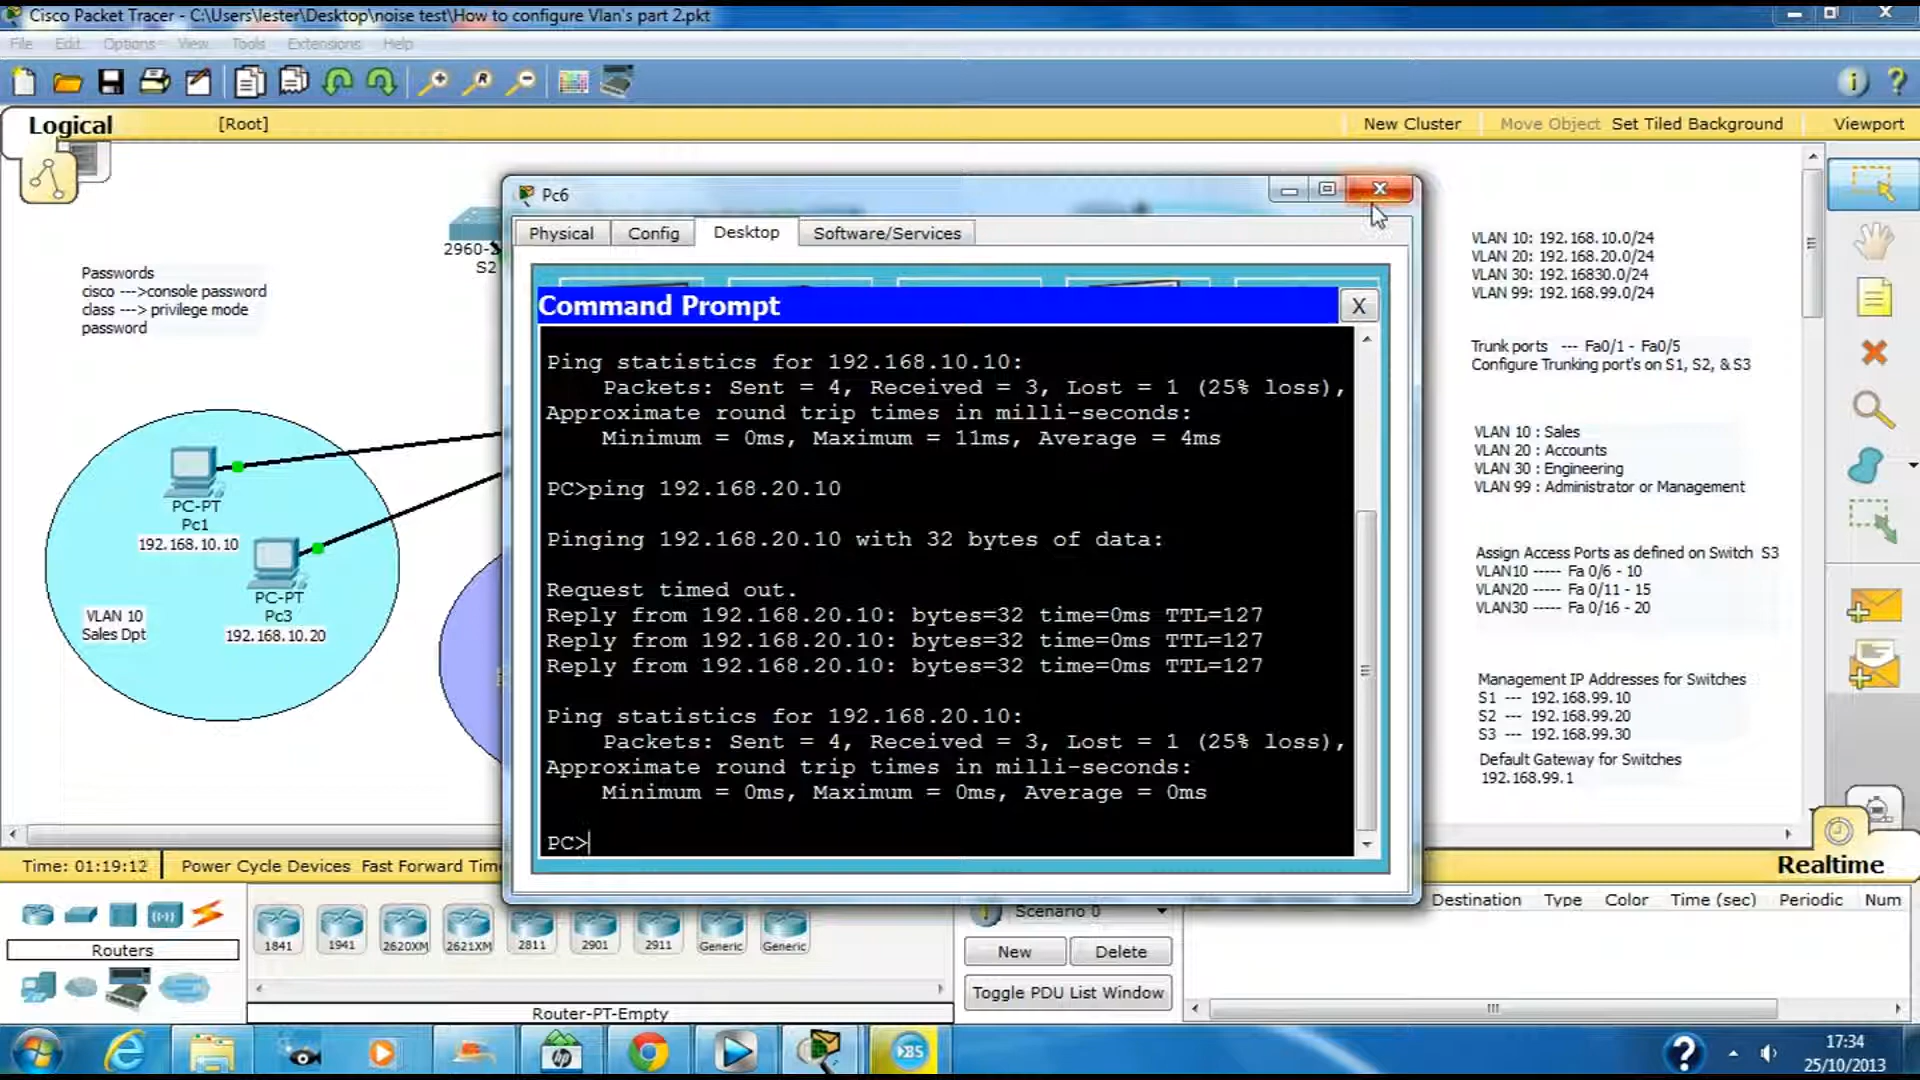 Cisco Packet Tracer - C:\Users\lester\Desktop\noise test\How to configure Vlan's part 2.pkt
File Edit Options View Tools Extensions Help
Logical
[Root]
New Cluster
Move Object
Set Tiled Background
Viewport
2960-
S2
Passwords
cisco --->console password
class ---> privilege mode
password
PC-PT
Pc1
192.168.10.10
PC-PT
Pc3
192.168.10.20
VLAN 10
Sales Dpt
Pc6
Physical
Config
Desktop
Software/Services
Command Prompt
X
Ping statistics for 192.168.10.10:
Packets: Sent = 4, Received = 3, Lost = 1 (25% loss),
Approximate round trip times in milli-seconds:
Minimum = 0ms, Maximum = 11ms, Average = 4ms
PC>ping 192.168.20.10
Pinging 192.168.20.10 with 32 bytes of data:
Request timed out.
Reply from 192.168.20.10: bytes=32 time=0ms TTL=127
Reply from 192.168.20.10: bytes=32 time=0ms TTL=127
Reply from 192.168.20.10: bytes=32 time=0ms TTL=127
Ping statistics for 192.168.20.10:
Packets: Sent = 4, Received = 3, Lost = 1 (25% loss),
Approximate round trip times in milli-seconds:
Minimum = 0ms, Maximum = 0ms, Average = 0ms
PC>
VLAN 10: 192.168.10.0/24
VLAN 20: 192.168.20.0/24
VLAN 30: 192.16830.0/24
VLAN 99: 192.168.99.0/24
Trunk ports --- Fa0/1 - Fa0/5
Configure Trunking port's on S1, S2, & S3
VLAN 10 : Sales
VLAN 20 : Accounts
VLAN 30 : Engineering
VLAN 99 : Administrator or Management
Assign Access Ports as defined on Switch S3
VLAN10 ----- Fa 0/6 - 10
VLAN20 ----- Fa 0/11 - 15
VLAN30 ----- Fa 0/16 - 20
Management IP Addresses for Switches
S1 --- 192.168.99.10
S2 --- 192.168.99.20
S3 --- 192.168.99.30
Default Gateway for Switches
192.168.99.1
Time: 01:19:12
Power Cycle Devices Fast Forward Time
Realtime
Routers
1841
1941
2620XM
2621XM
2811
2901
2911
Generic
Generic
Router-PT-Empty
Scenario 0
New
Delete
Toggle PDU List Window
Destination Type Color Time (sec) Periodic Num
17:34
25/10/2013